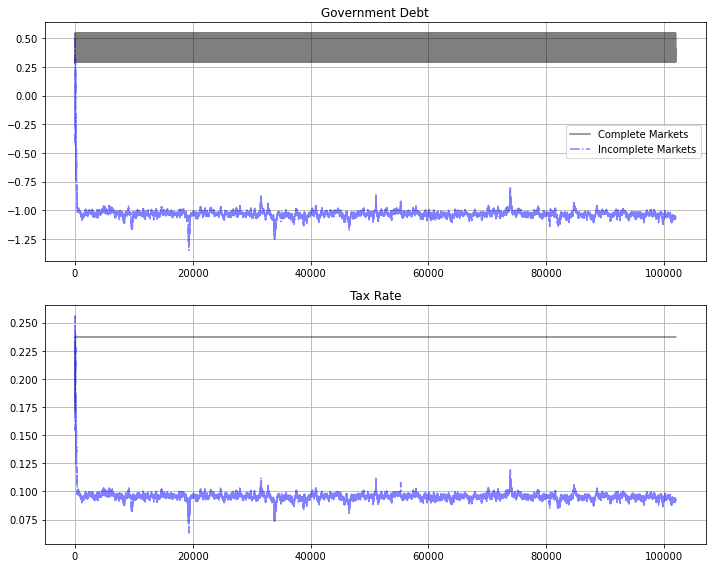 Government Debt
0.50
0.25
0.00
−0.25
−0.50
−0.75
−1.00
−1.25
Complete Markets
Incomplete Markets
0 20000 40000 60000 80000 100000
Tax Rate
0.250
0.225
0.200
0.175
0.150
0.125
0.100
0.075
0 20000 40000 60000 80000 100000